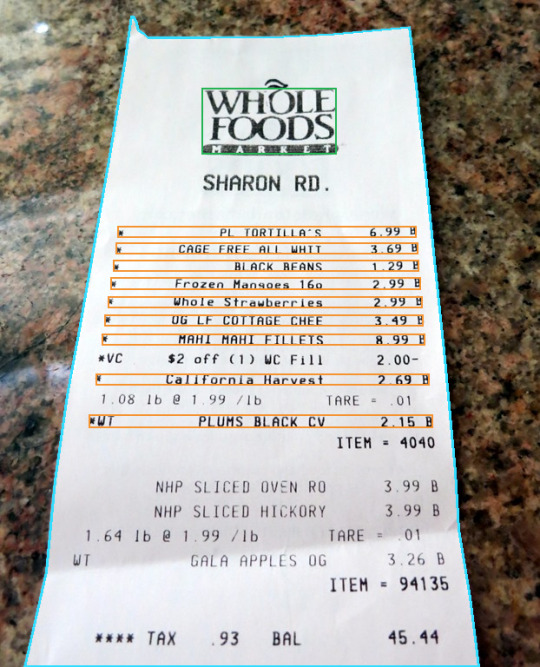 WHOLE
FOODS
MARKET
SHARON RD.
* PL TORTILLA'S 6.99 B
* CAGE FREE ALL WHIT 3.69 B
* BLACK BEANS 1.29 B
* Frozen Mangoes 16o 2.99 B
* Whole Strawberries 2.99 B
* OG LF COTTAGE CHEE 3.49 B
* MAHI MAHI FILLETS 8.99 B
*VC $2 off (1) WC Fill 2.00-
* California Harvest 2.69 B
1.08 lb @ 1.99 /lb TARE = .01
*WT PLUMS BLACK CV 2.15 B
ITEM = 4040
NHP SLICED OVEN RO 3.99 B
NHP SLICED HICKORY 3.99 B
1.64 lb @ 1.99 /lb TARE = .01
WT GALA APPLES OG 3.26 B
ITEM = 94135
**** TAX .93 BAL 45.44